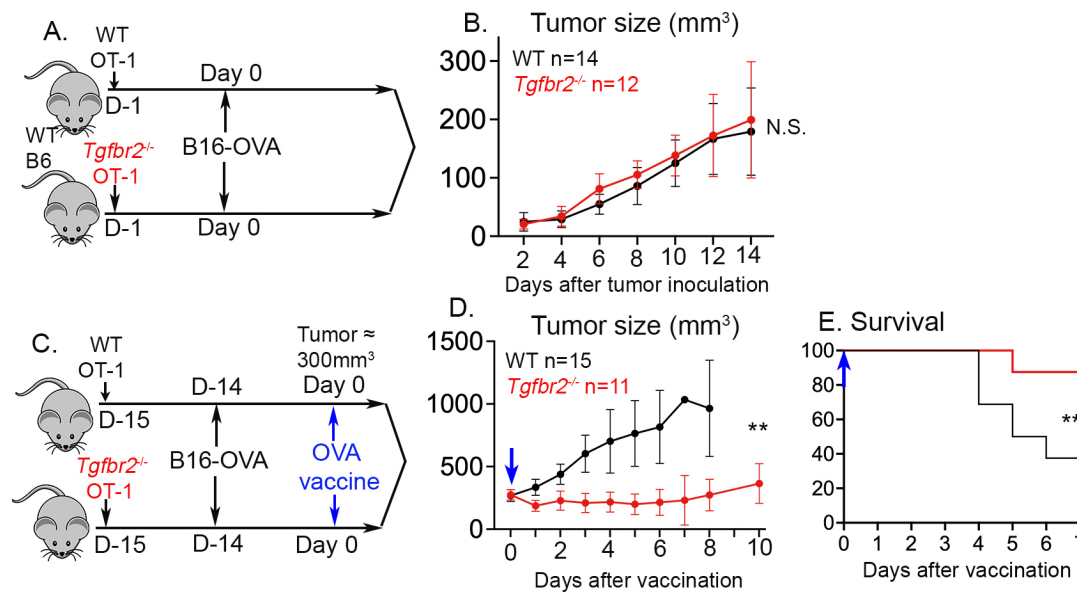 A.
WT
OT-1
D-1
Day 0
B16-OVA
WT
B6
Tgfbr2-/-
OT-1
D-1
Day 0
B.
Tumor size (mm³)
WT n=14
Tgfbr2-/- n=12
300
200
100
0
N.S.
2 4 6 8 10 12 14
Days after tumor inoculation
C.
WT
OT-1
D-15
D-14
Tumor ≈
300mm³
Day 0
B16-OVA
OVA
vaccine
Tgfbr2-/-
OT-1
D-15
D-14
Day 0
D.
Tumor size (mm³)
WT n=15
Tgfbr2-/- n=11
1500
1000
500
0
**
0 2 4 6 8 10
Days after vaccination
E. Survival
100
80
60
40
20
0
**
0 1 2 3 4 5 6 7
Days after vaccination